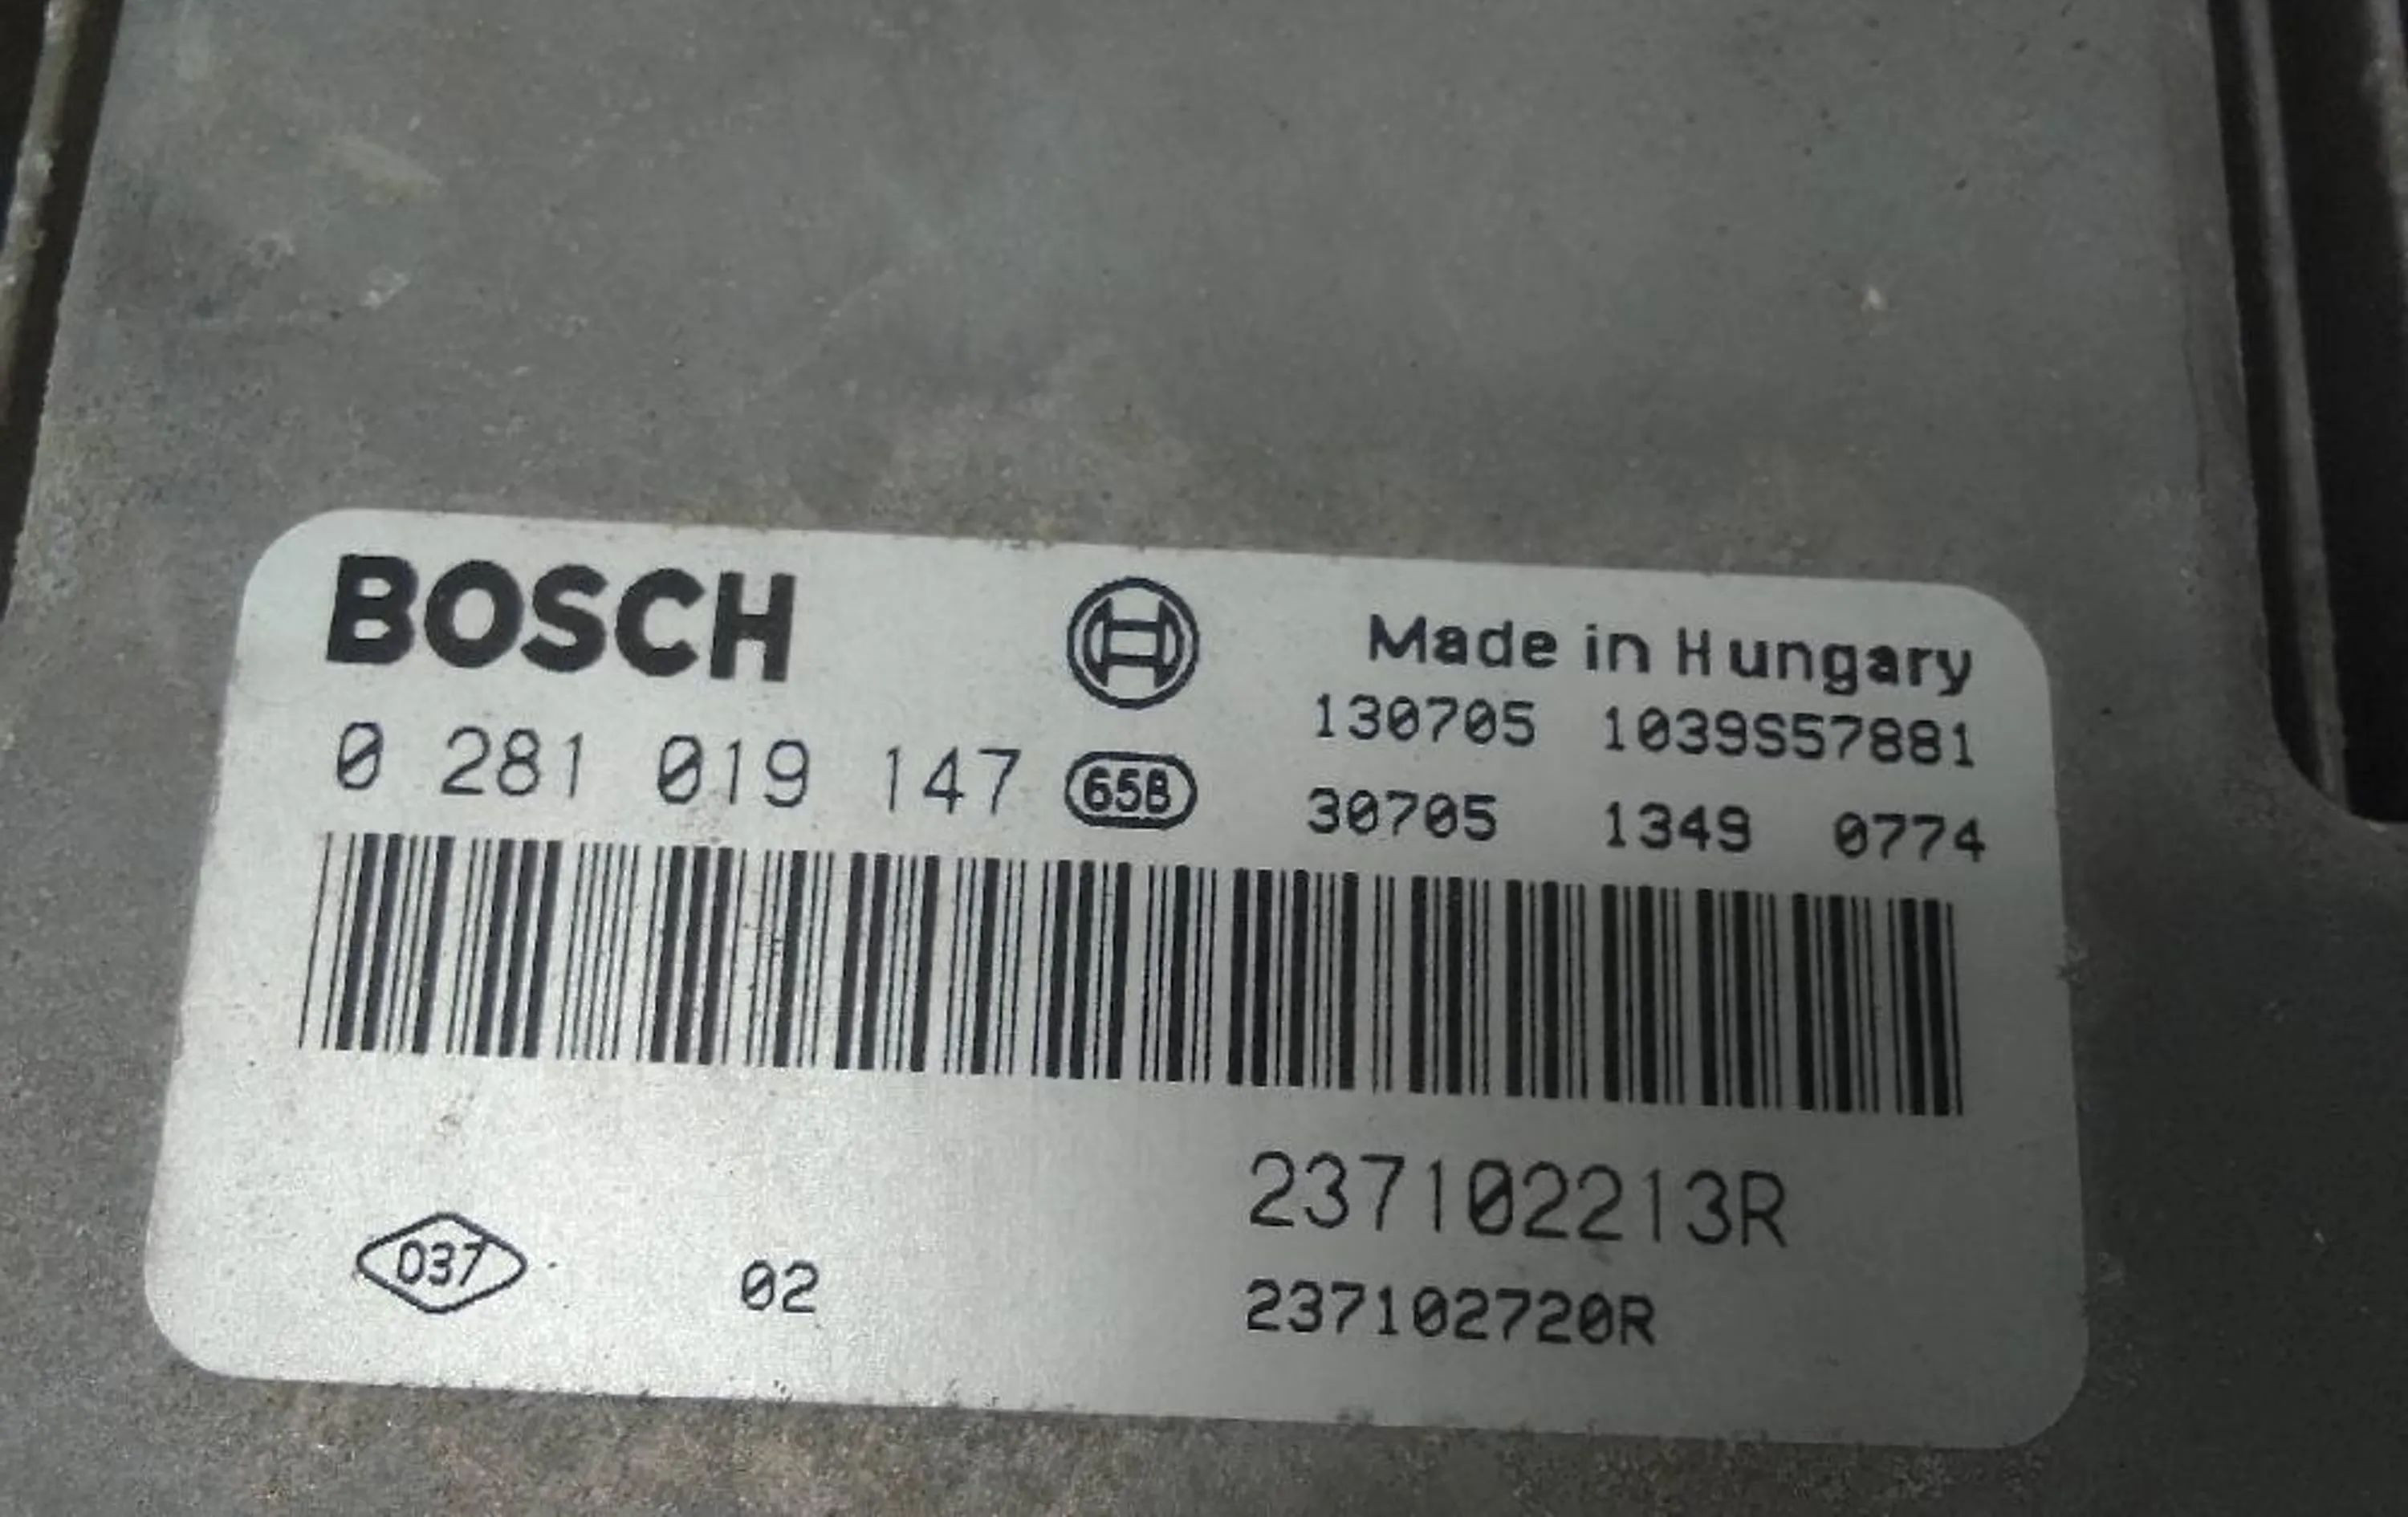 BOSCH
Made in Hungary
0 281 019 147
658
130705 1039S57881
30705 1349 0774
237102213R
037
02
237102720R